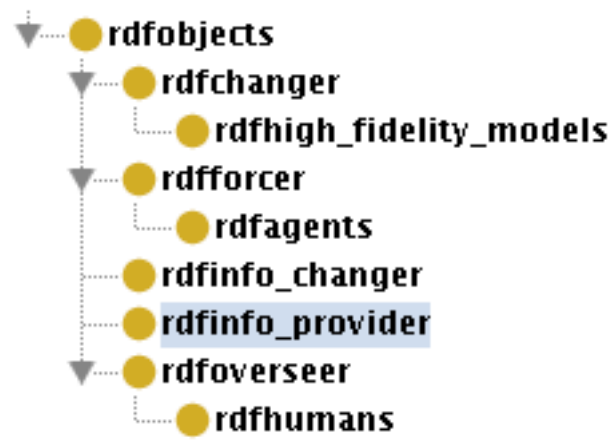 rdfobjects
rdfchanger
rdfhigh_fidelity_models
rdfforcer
rdfagents
rdfinfo_changer
rdfinfo_provider
rdfoverseer
rdfhumans